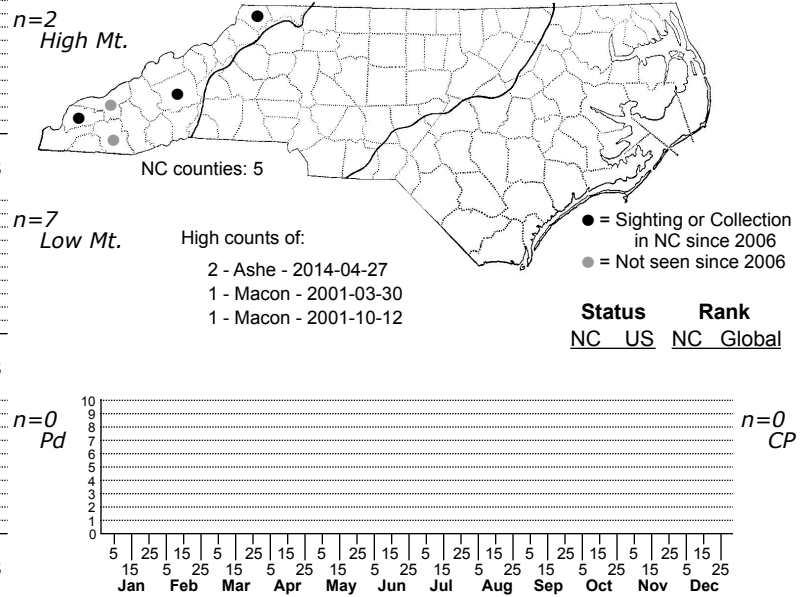 n=2
High Mt.
NC counties: 5
n=7
Low Mt.
High counts of:
2 - Ashe - 2014-04-27
1 - Macon - 2001-03-30
1 - Macon - 2001-10-12
= Sighting or Collection
in NC since 2006
= Not seen since 2006
Status Rank
NC US NC Global
n=0
Pd
10
9
8
7
6
5
4
3
2
1
0
n=0
CP
5 25 15 5 25 15 5 25 15 5 25 15 5 25 15 5 25 15
15 5 25 15 5 25 15 5 25 15 5 25 15 5 25 15 5 25
Jan Feb Mar Apr May Jun Jul Aug Sep Oct Nov Dec